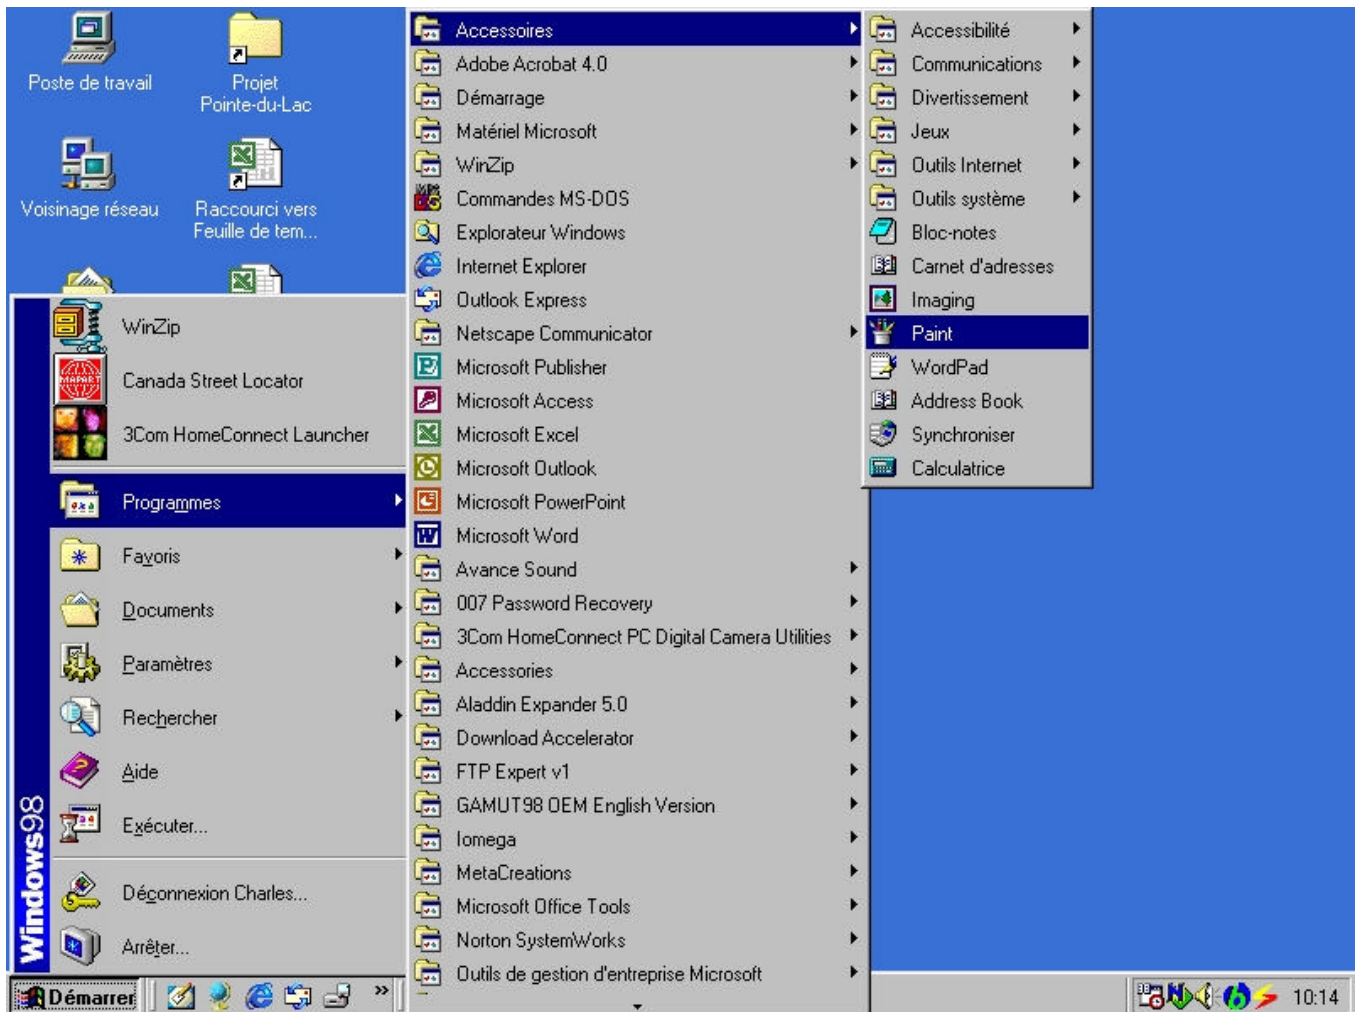 Poste de travail
Projet
Pointe-du-Lac
Voisinage réseau
Raccourci vers
Feuille de tem...
WinZip
Canada Street Locator
3Com HomeConnect Launcher
Programmes
Favoris
Documents
Paramètres
Rechercher
Aide
Exécuter...
Déconnexion Charles...
Arrêter...
Windows98
Accessoires
Adobe Acrobat 4.0
Démarrage
Matériel Microsoft
WinZip
Commandes MS-DOS
Explorateur Windows
Internet Explorer
Outlook Express
Netscape Communicator
Microsoft Publisher
Microsoft Access
Microsoft Excel
Microsoft Outlook
Microsoft PowerPoint
Microsoft Word
Avance Sound
007 Password Recovery
3Com HomeConnect PC Digital Camera Utilities
Accessories
Aladdin Expander 5.0
Download Accelerator
FTP Expert v1
GAMUT98 OEM English Version
Iomega
MetaCreations
Microsoft Office Tools
Norton SystemWorks
Outils de gestion d'entreprise Microsoft
Accessibilité
Communications
Divertissement
Jeux
Outils Internet
Outils système
Bloc-notes
Carnet d'adresses
Imaging
Paint
WordPad
Address Book
Synchroniser
Calculatrice
Démarrer
10:14